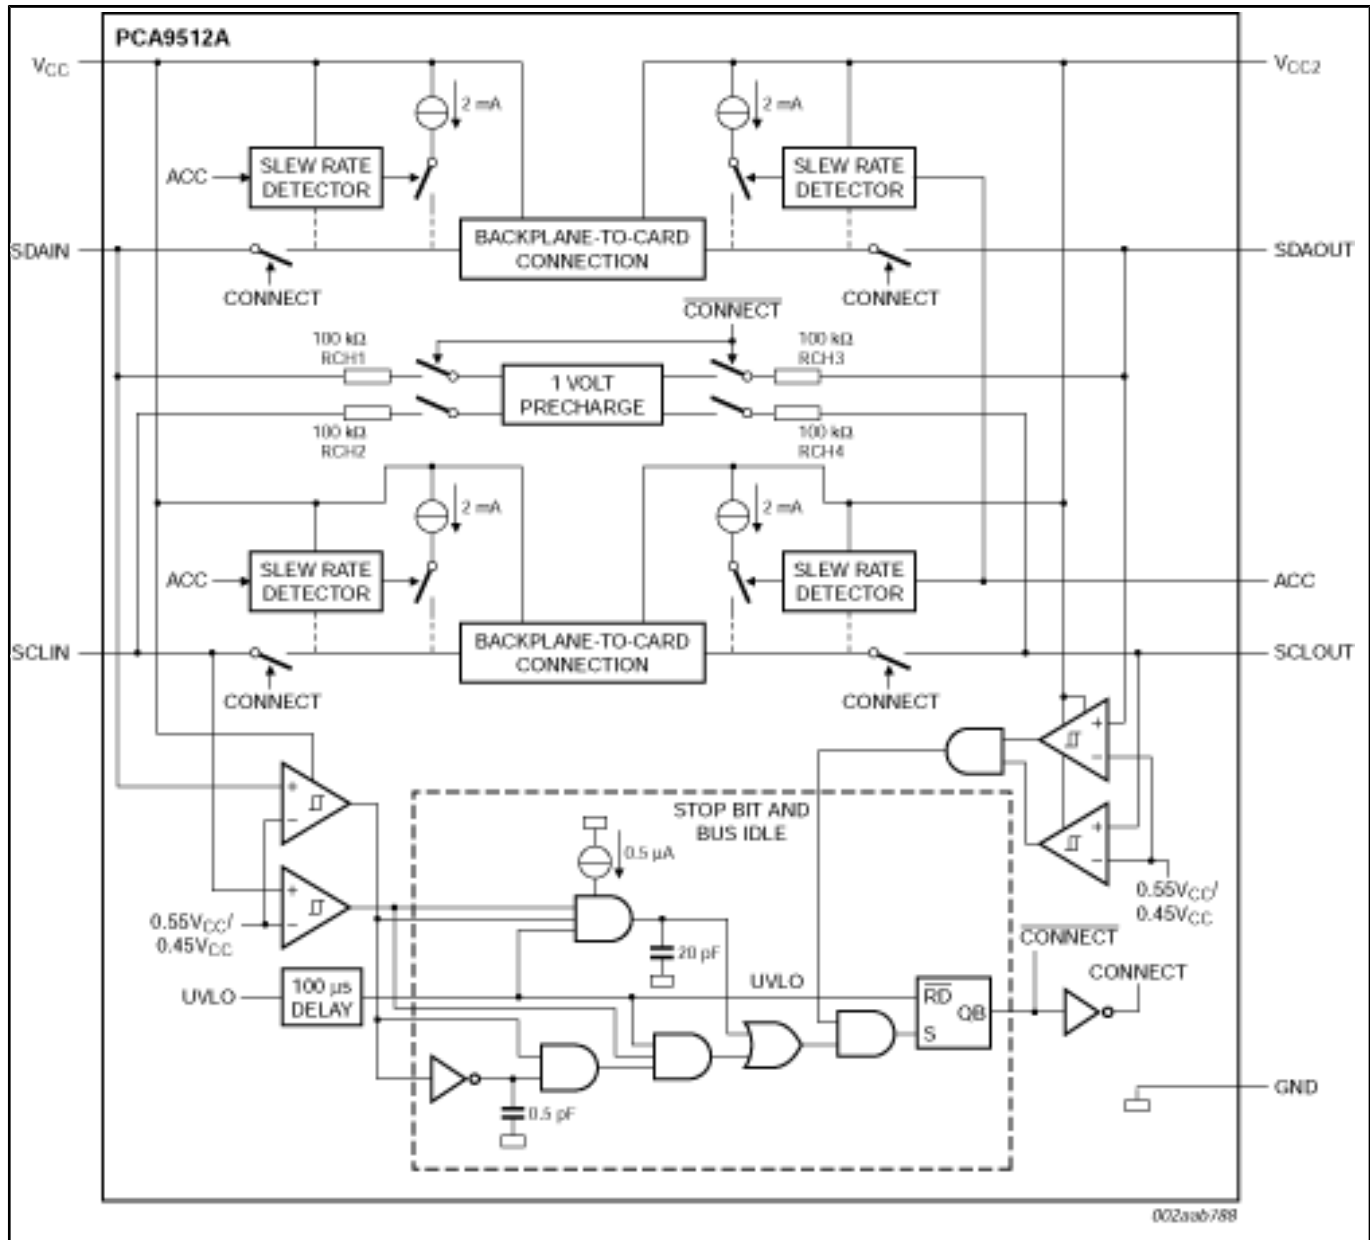 PCA9512A
VCC
VCC2
2 mA
2 mA
ACC
SLEW RATE
DETECTOR
SLEW RATE
DETECTOR
SDAIN
BACKPLANE-TO-CARD
CONNECTION
SDAOUT
CONNECT
CONNECT
CONNECT
100 kΩ
RCH1
100 kΩ
RCH3
1 VOLT
PRECHARGE
100 kΩ
RCH2
100 kΩ
RCH4
2 mA
2 mA
ACC
SLEW RATE
DETECTOR
SLEW RATE
DETECTOR
ACC
SCLIN
BACKPLANE-TO-CARD
CONNECTION
SCLOUT
CONNECT
CONNECT
+
−
+
−
STOP BIT AND
BUS IDLE
0.5 µA
+
−
+
−
0.55VCC/
0.45VCC
0.55VCC/
0.45VCC
20 pF
CONNECT
CONNECT
UVLO
100 µs
DELAY
UVLO
RD
QB
S
0.5 pF
GND
002aab788